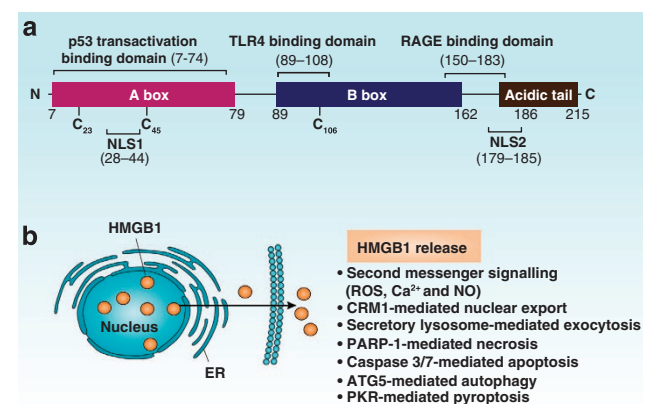 a
p53 transactivation
binding domain (7-74)
TLR4 binding domain
(89–108)
RAGE binding domain
(150–183)
N
A box
B box
Acidic tail
C
7
79
89
162
186
215
C23
C45
C106
NLS1
(28–44)
NLS2
(179–185)
b
HMGB1
Nucleus
ER
HMGB1 release
• Second messenger signalling
(ROS, Ca²⁺ and NO)
• CRM1-mediated nuclear export
• Secretory lysosome-mediated exocytosis
• PARP-1-mediated necrosis
• Caspase 3/7-mediated apoptosis
• ATG5-mediated autophagy
• PKR-mediated pyroptosis